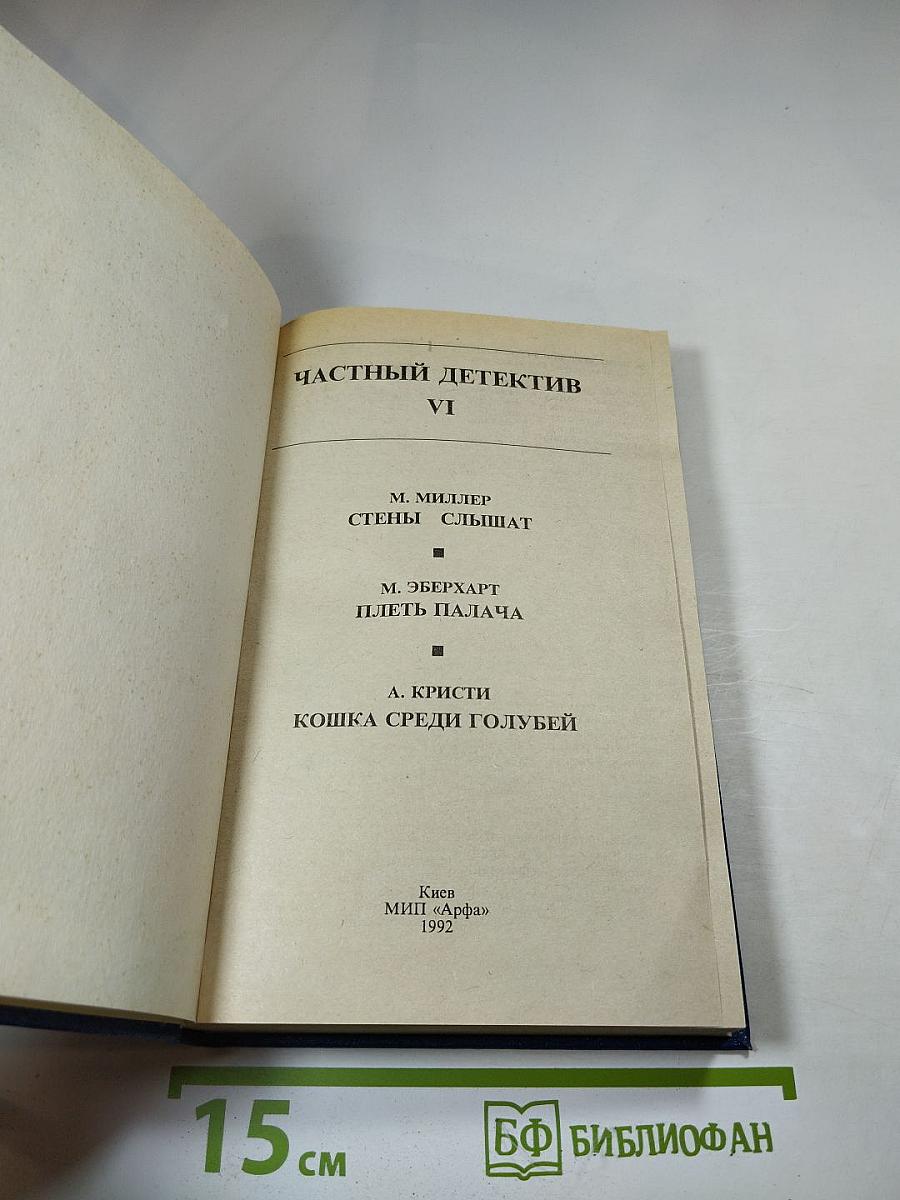 ЧАСТНЫЙ ДЕТЕКТИВ
VI
М. МИЛЛЕР
СТЕНЫ СЛЫШАТ
М. ЭБЕРХАРТ
ПЛЕТЬ ПАЛАЧА
А. КРИСТИ
КОШКА СРЕДИ ГОЛУБЕЙ
Киев
МИП «Арфа»
1992
15 см
БФ БИБЛИОФАН